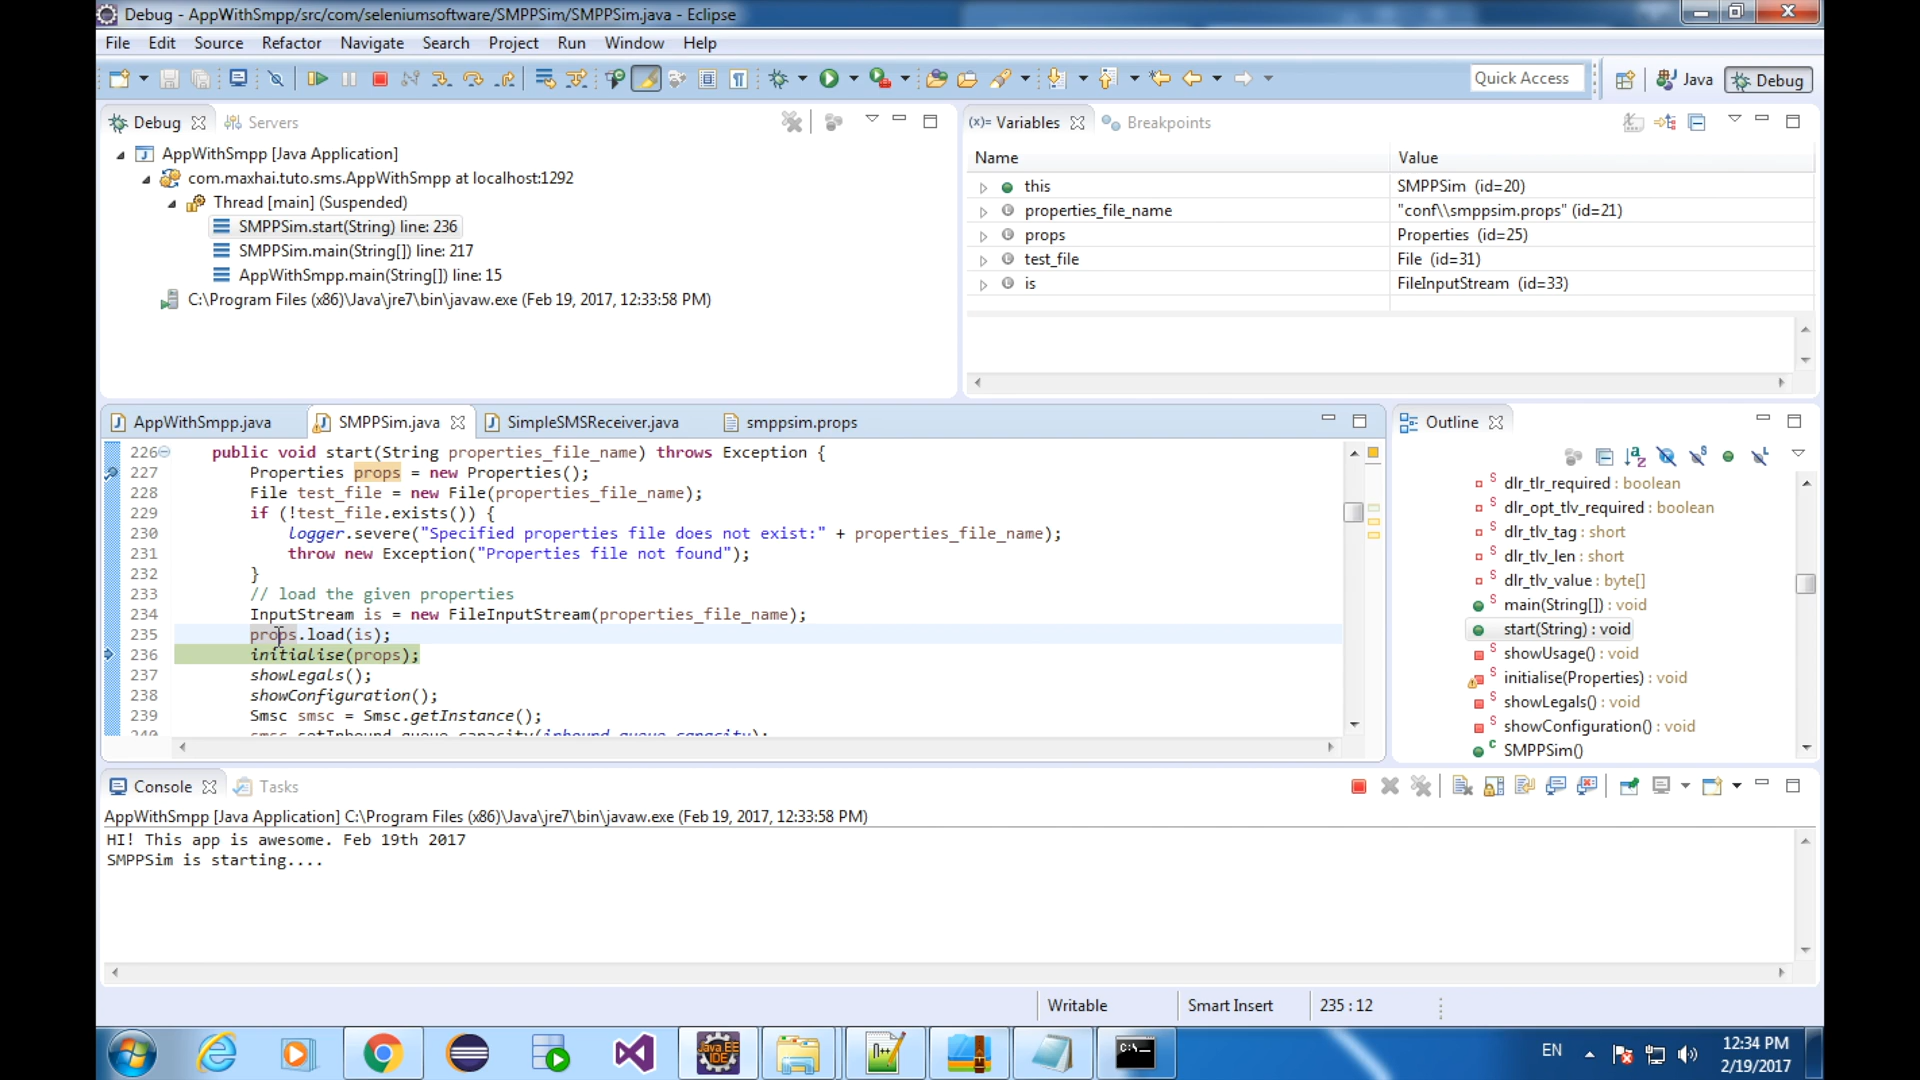 Debug - AppWithSmpp/src/com/seleniumsoftware/SMPPSim/SMPPSim.java - Eclipse
File Edit Source Refactor Navigate Search Project Run Window Help
Quick Access Java Debug
Debug Servers
AppWithSmpp [Java Application]
com.maxhai.tuto.sms.AppWithSmpp at localhost:1292
Thread [main] (Suspended)
SMPPSim.start(String) line: 236
SMPPSim.main(String[]) line: 217
AppWithSmpp.main(String[]) line: 15
C:\Program Files (x86)\Java\jre7\bin\javaw.exe (Feb 19, 2017, 12:33:58 PM)
(x)= Variables Breakpoints
Name Value
this SMPPSim (id=20)
properties_file_name "conf\\smppsim.props" (id=21)
props Properties (id=25)
test_file File (id=31)
is FileInputStream (id=33)
AppWithSmpp.java SMPPSim.java SimpleSMSReceiver.java smppsim.props
226 public void start(String properties_file_name) throws Exception {
227 Properties props = new Properties();
228 File test_file = new File(properties_file_name);
229 if (!test_file.exists()) {
230 logger.severe("Specified properties file does not exist:" + properties_file_name);
231 throw new Exception("Properties file not found");
232 }
233 // load the given properties
234 InputStream is = new FileInputStream(properties_file_name);
235 props.load(is);
236 initialise(props);
237 showLegals();
238 showConfiguration();
239 Smsc smsc = Smsc.getInstance();
240 smsc.setInbound_queue_capacity(inbound_queue_capacity);
Outline
dlr_tlr_required : boolean
dlr_opt_tlv_required : boolean
dlr_tlv_tag : short
dlr_tlv_len : short
dlr_tlv_value : byte[]
main(String[]) : void
start(String) : void
showUsage() : void
initialise(Properties) : void
showLegals() : void
showConfiguration() : void
SMPPSim()
Console Tasks
AppWithSmpp [Java Application] C:\Program Files (x86)\Java\jre7\bin\javaw.exe (Feb 19, 2017, 12:33:58 PM)
HI! This app is awesome. Feb 19th 2017
SMPPSim is starting....
Writable Smart Insert 235 : 12
EN
12:34 PM
2/19/2017